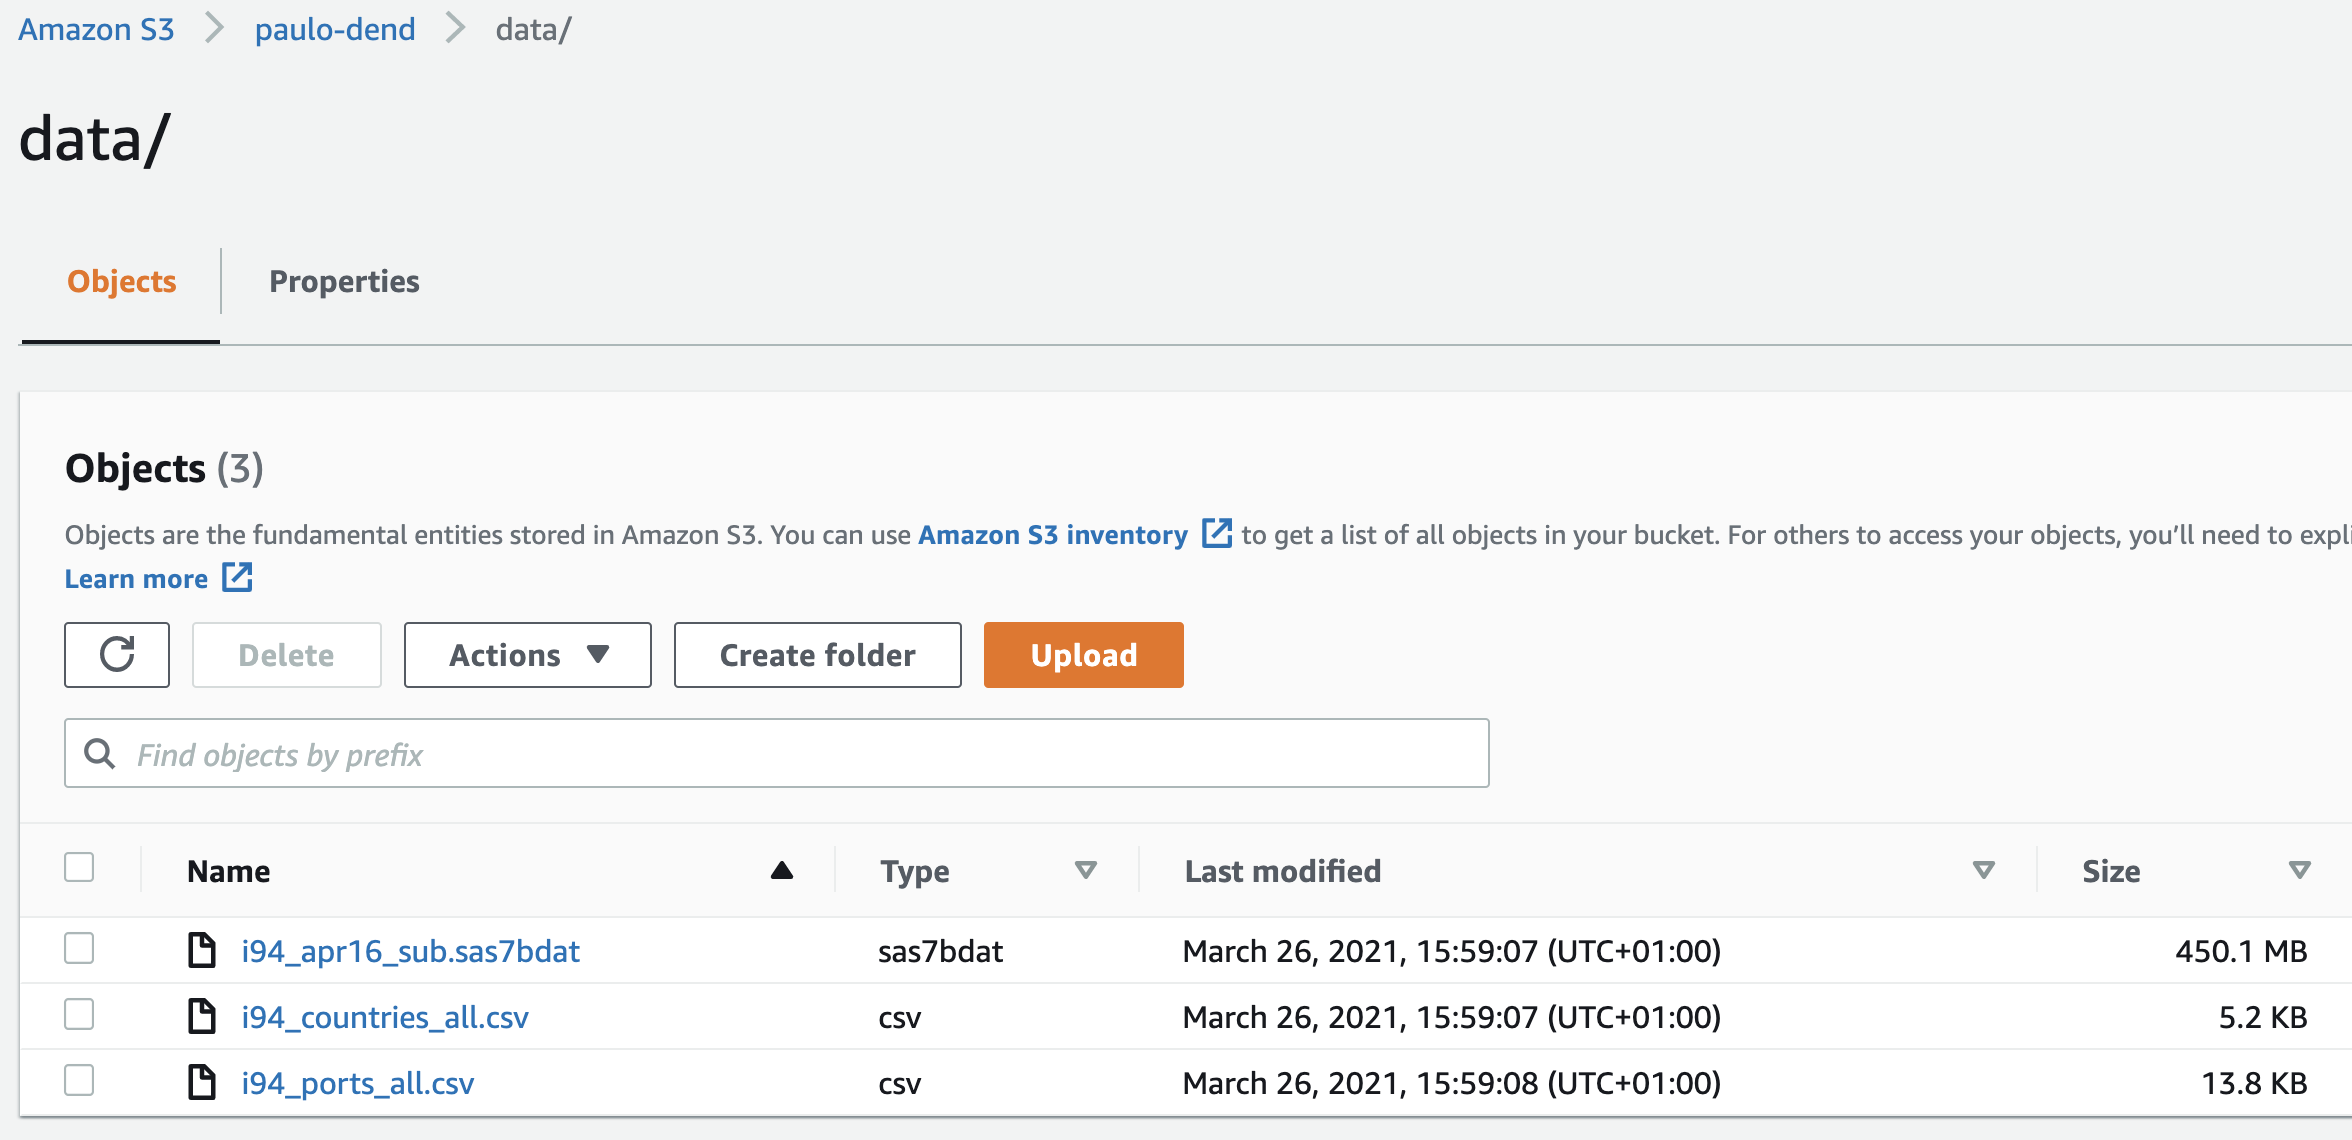 Amazon S3 > paulo-dend > data/
data/
Objects Properties
Objects (3)
Objects are the fundamental entities stored in Amazon S3. You can use Amazon S3 inventory to get a list of all objects in your bucket. For others to access your objects, you’ll need to expli
Learn more
Delete Actions Create folder Upload
Find objects by prefix
Name Type Last modified Size
i94_apr16_sub.sas7bdat sas7bdat March 26, 2021, 15:59:07 (UTC+01:00) 450.1 MB
i94_countries_all.csv csv March 26, 2021, 15:59:07 (UTC+01:00) 5.2 KB
i94_ports_all.csv csv March 26, 2021, 15:59:08 (UTC+01:00) 13.8 KB